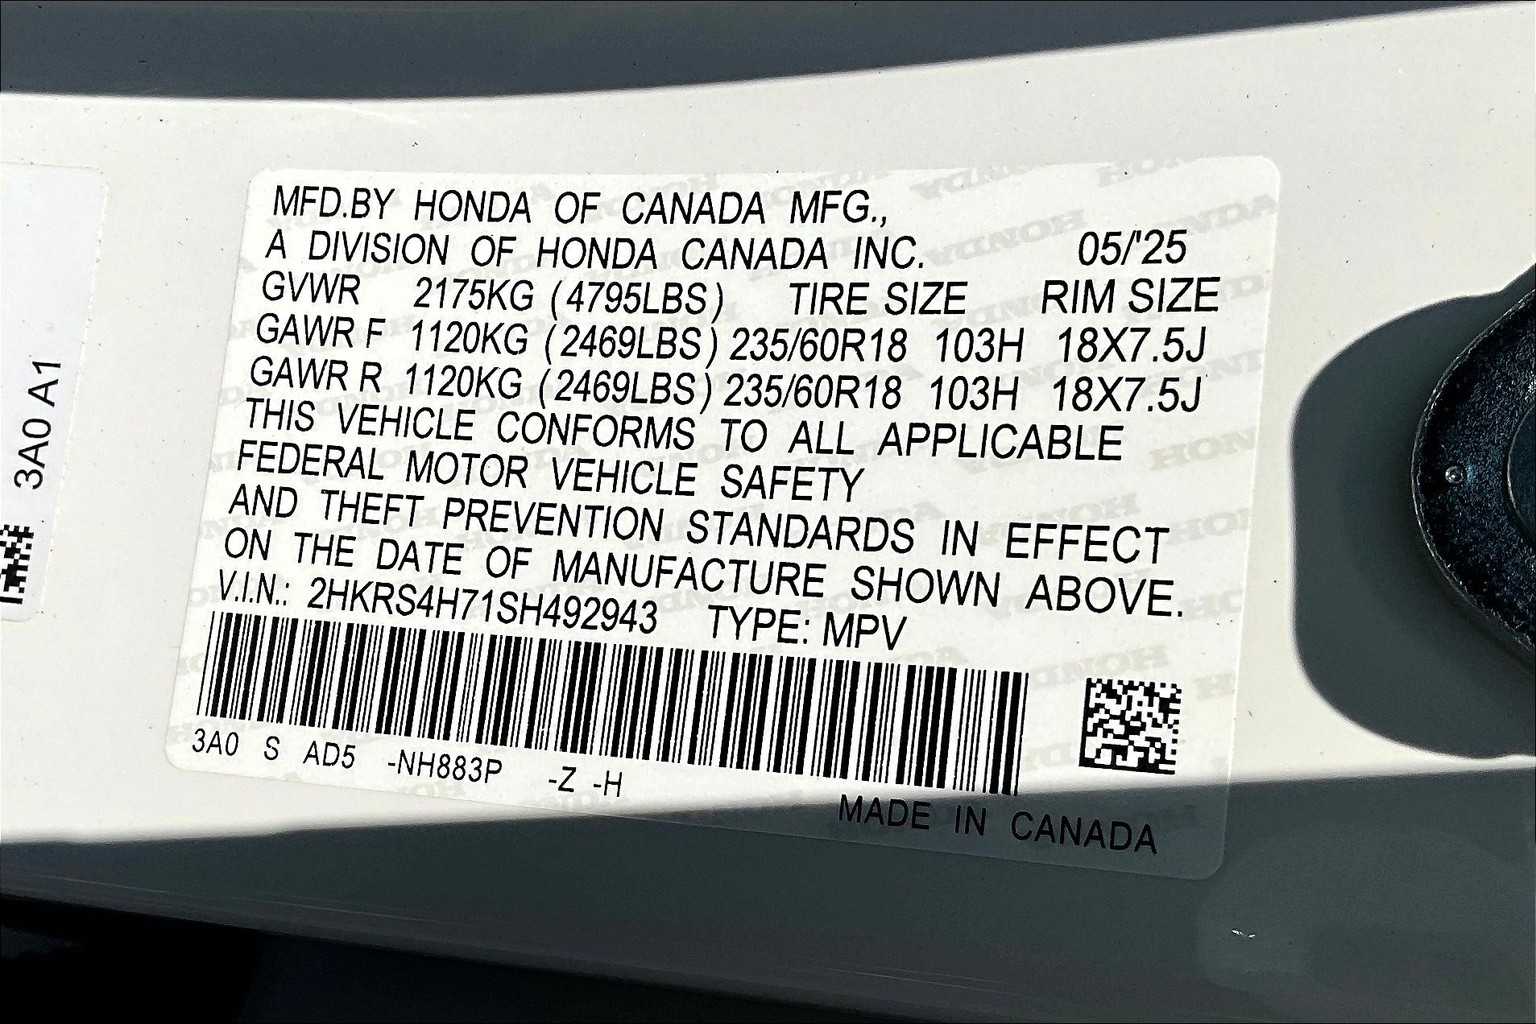 MFD.BY HONDA OF CANADA MFG.,
A DIVISION OF HONDA CANADA INC. 05/'25
GVWR 2175KG (4795LBS) TIRE SIZE RIM SIZE
GAWR F 1120KG (2469LBS) 235/60R18 103H 18X7.5J
GAWR R 1120KG (2469LBS) 235/60R18 103H 18X7.5J
THIS VEHICLE CONFORMS TO ALL APPLICABLE
FEDERAL MOTOR VEHICLE SAFETY
AND THEFT PREVENTION STANDARDS IN EFFECT
ON THE DATE OF MANUFACTURE SHOWN ABOVE.
V.I.N.: 2HKRS4H71SH492943 TYPE: MPV
3A0 S AD5 -NH883P -Z -H
MADE IN CANADA
3A0 A1